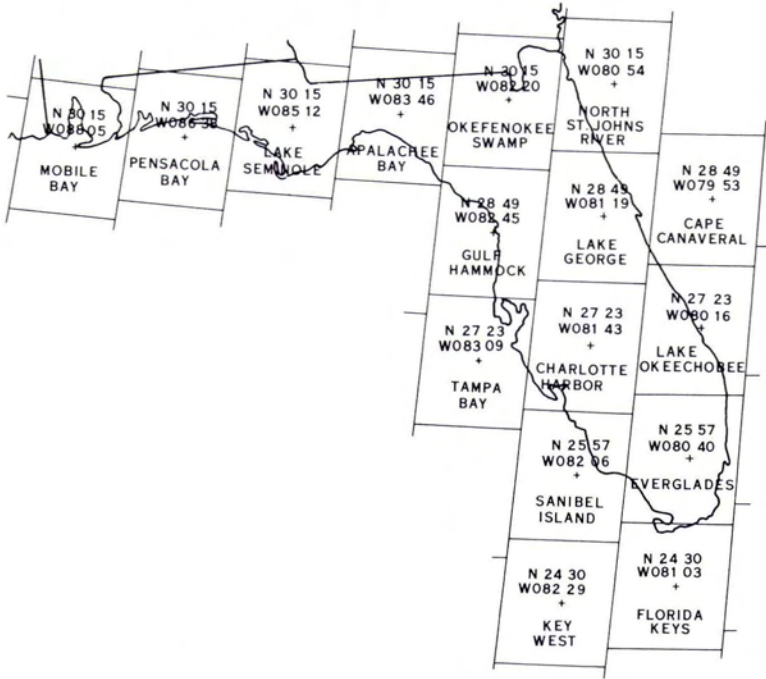 N 30 15
W088 05
MOBILE
BAY
N 30 15
PENSACOLA
BAY
N 30 15
W085 12
LAKE
SEMINOLE
N 30 15
W083 46
APALACHEE
BAY
N 30 15
W082 20
OKEFENOKEE
SWAMP
N 30 15
W080 54
NORTH
ST. JOHNS
RIVER
N 28 49
W082 45
GULF
HAMMOCK
N 28 49
W081 19
LAKE
GEORGE
N 28 49
W079 53
CAPE
CANAVERAL
N 27 23
W083 09
TAMPA
BAY
N 27 23
W081 43
CHARLOTTE
HARBOR
N 27 23
W080 16
LAKE
OKEECHOBEE
N 25 57
W082 06
SANIBEL
ISLAND
N 25 57
W080 40
EVERGLADES
N 24 30
W082 29
KEY
WEST
N 24 30
W081 03
FLORIDA
KEYS